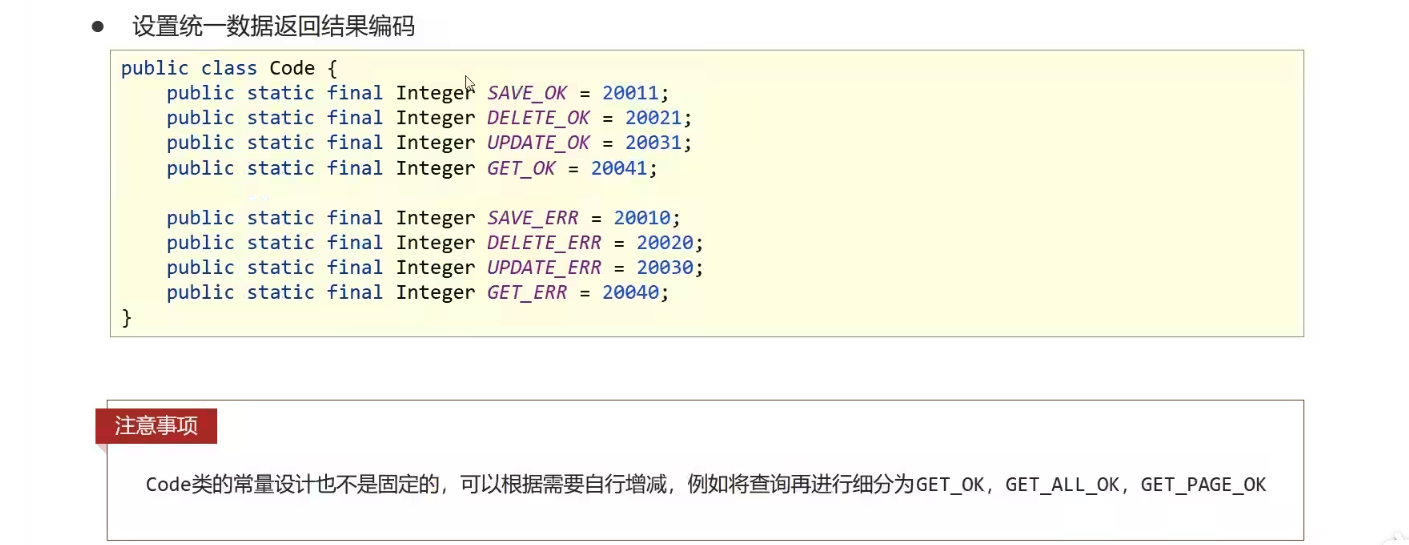 ● 设置统一数据返回结果编码
public class Code {
    public static final Integer SAVE_OK = 20011;
    public static final Integer DELETE_OK = 20021;
    public static final Integer UPDATE_OK = 20031;
    public static final Integer GET_OK = 20041;

    public static final Integer SAVE_ERR = 20010;
    public static final Integer DELETE_ERR = 20020;
    public static final Integer UPDATE_ERR = 20030;
    public static final Integer GET_ERR = 20040;
}
注意事项
Code类的常量设计也不是固定的，可以根据需要自行增减，例如将查询再进行细分为GET_OK，GET_ALL_OK，GET_PAGE_OK